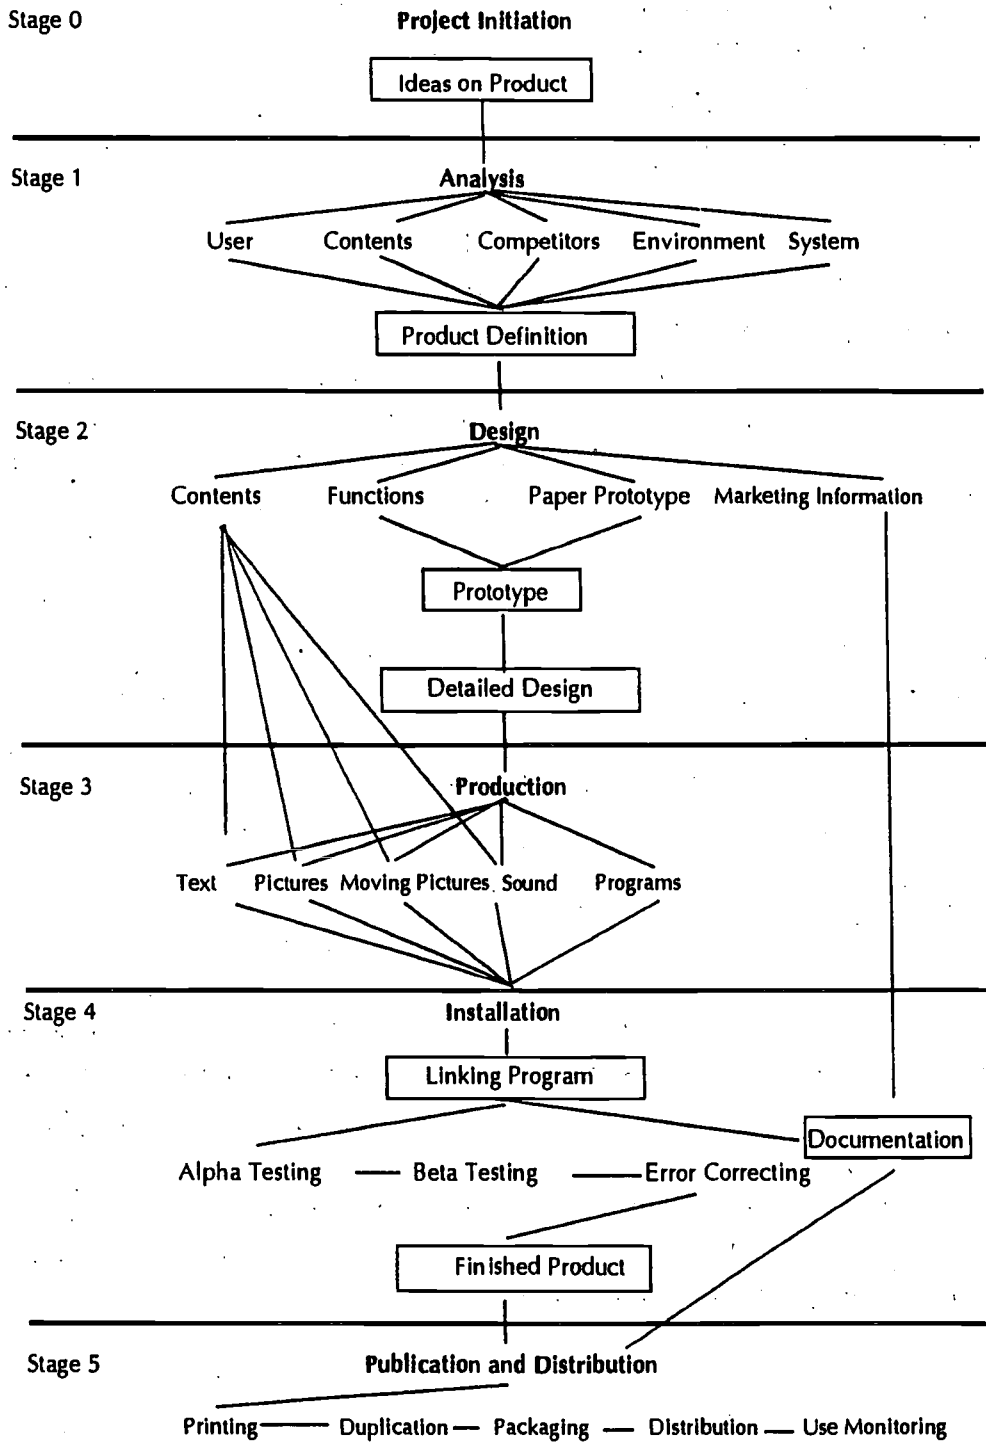 Stage 0 Project Initiation
Ideas on Product
Stage 1 Analysis
User Contents Competitors Environment System
Product Definition
Stage 2 Design
Contents Functions Paper Prototype Marketing Information
Prototype
Detailed Design
Stage 3 Production
Text Pictures Moving Pictures Sound Programs
Stage 4 Installation
Linking Program
Documentation
Alpha Testing Beta Testing Error Correcting
Finished Product
Stage 5 Publication and Distribution
Printing Duplication Packaging Distribution Use Monitoring